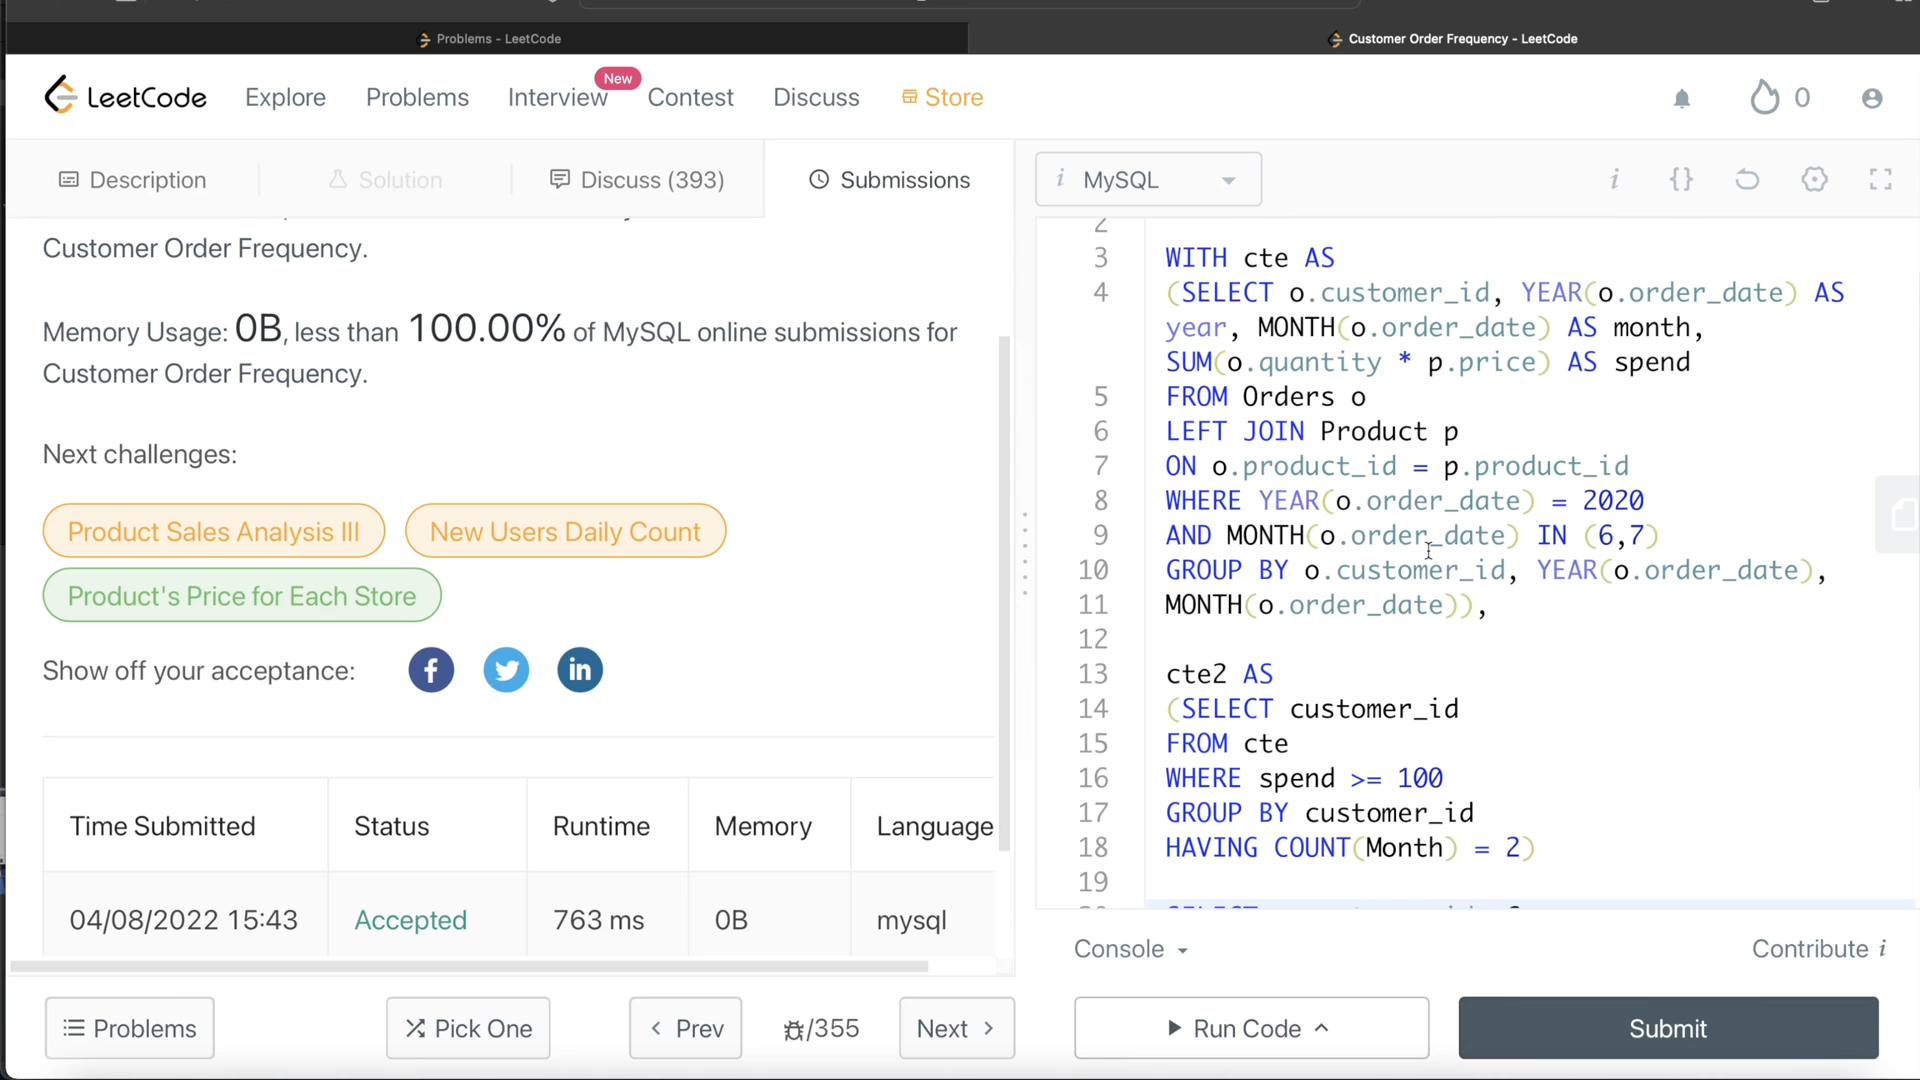 Problems - LeetCode
Customer Order Frequency - LeetCode
LeetCode
Explore
Problems
Interview
New
Contest
Discuss
Store
0
Description
Solution
Discuss (393)
Submissions
i MySQL
i {}
Customer Order Frequency.
Memory Usage: 0B, less than 100.00% of MySQL online submissions for
Customer Order Frequency.
Next challenges:
Product Sales Analysis III
New Users Daily Count
Product's Price for Each Store
Show off your acceptance:
Time Submitted Status Runtime Memory Language
04/08/2022 15:43 Accepted 763 ms 0B mysql
2
3 WITH cte AS
4 (SELECT o.customer_id, YEAR(o.order_date) AS
year, MONTH(o.order_date) AS month,
SUM(o.quantity * p.price) AS spend
5 FROM Orders o
6 LEFT JOIN Product p
7 ON o.product_id = p.product_id
8 WHERE YEAR(o.order_date) = 2020
9 AND MONTH(o.order_date) IN (6,7)
10 GROUP BY o.customer_id, YEAR(o.order_date),
11 MONTH(o.order_date)),
12
13 cte2 AS
14 (SELECT customer_id
15 FROM cte
16 WHERE spend >= 100
17 GROUP BY customer_id
18 HAVING COUNT(Month) = 2)
19
Console
Contribute i
Problems
Pick One
Prev
/355
Next
Run Code
Submit